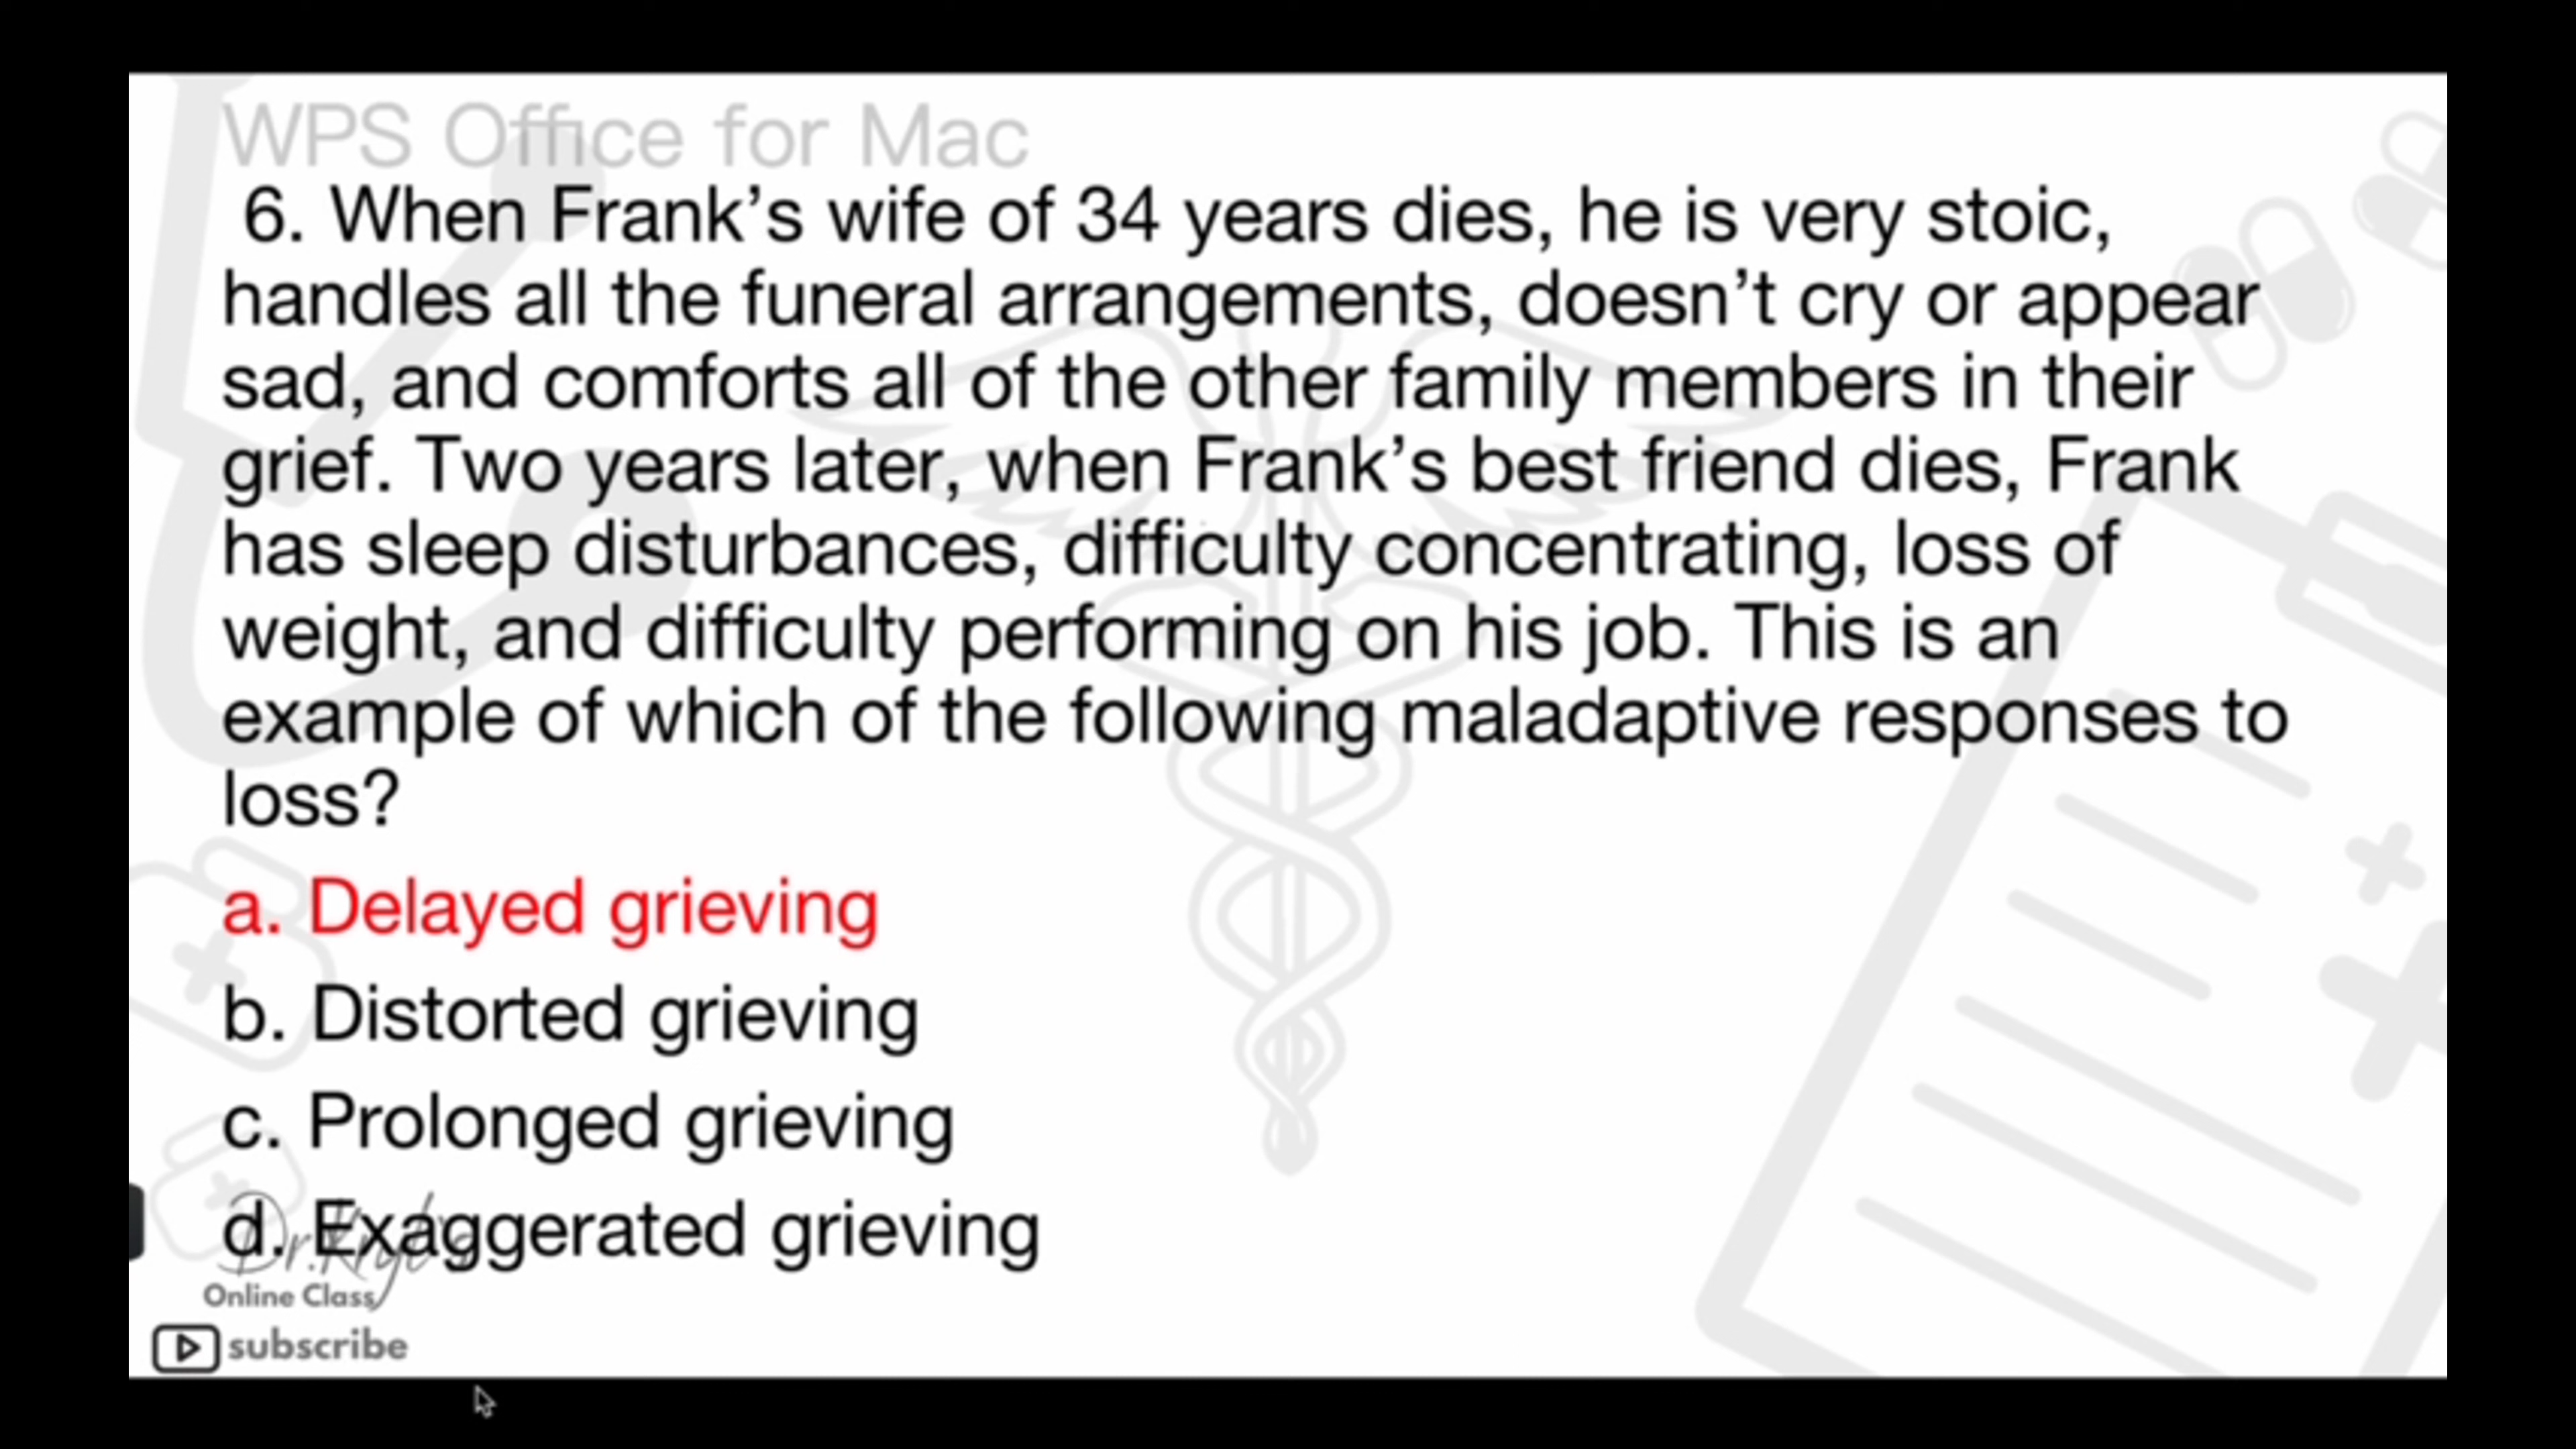 WPS Office for Mac
6. When Frank’s wife of 34 years dies, he is very stoic,
handles all the funeral arrangements, doesn’t cry or appear
sad, and comforts all of the other family members in their
grief. Two years later, when Frank’s best friend dies, Frank
has sleep disturbances, difficulty concentrating, loss of
weight, and difficulty performing on his job. This is an
example of which of the following maladaptive responses to
loss?
a. Delayed grieving
b. Distorted grieving
c. Prolonged grieving
d. Exaggerated grieving
Online Class
subscribe